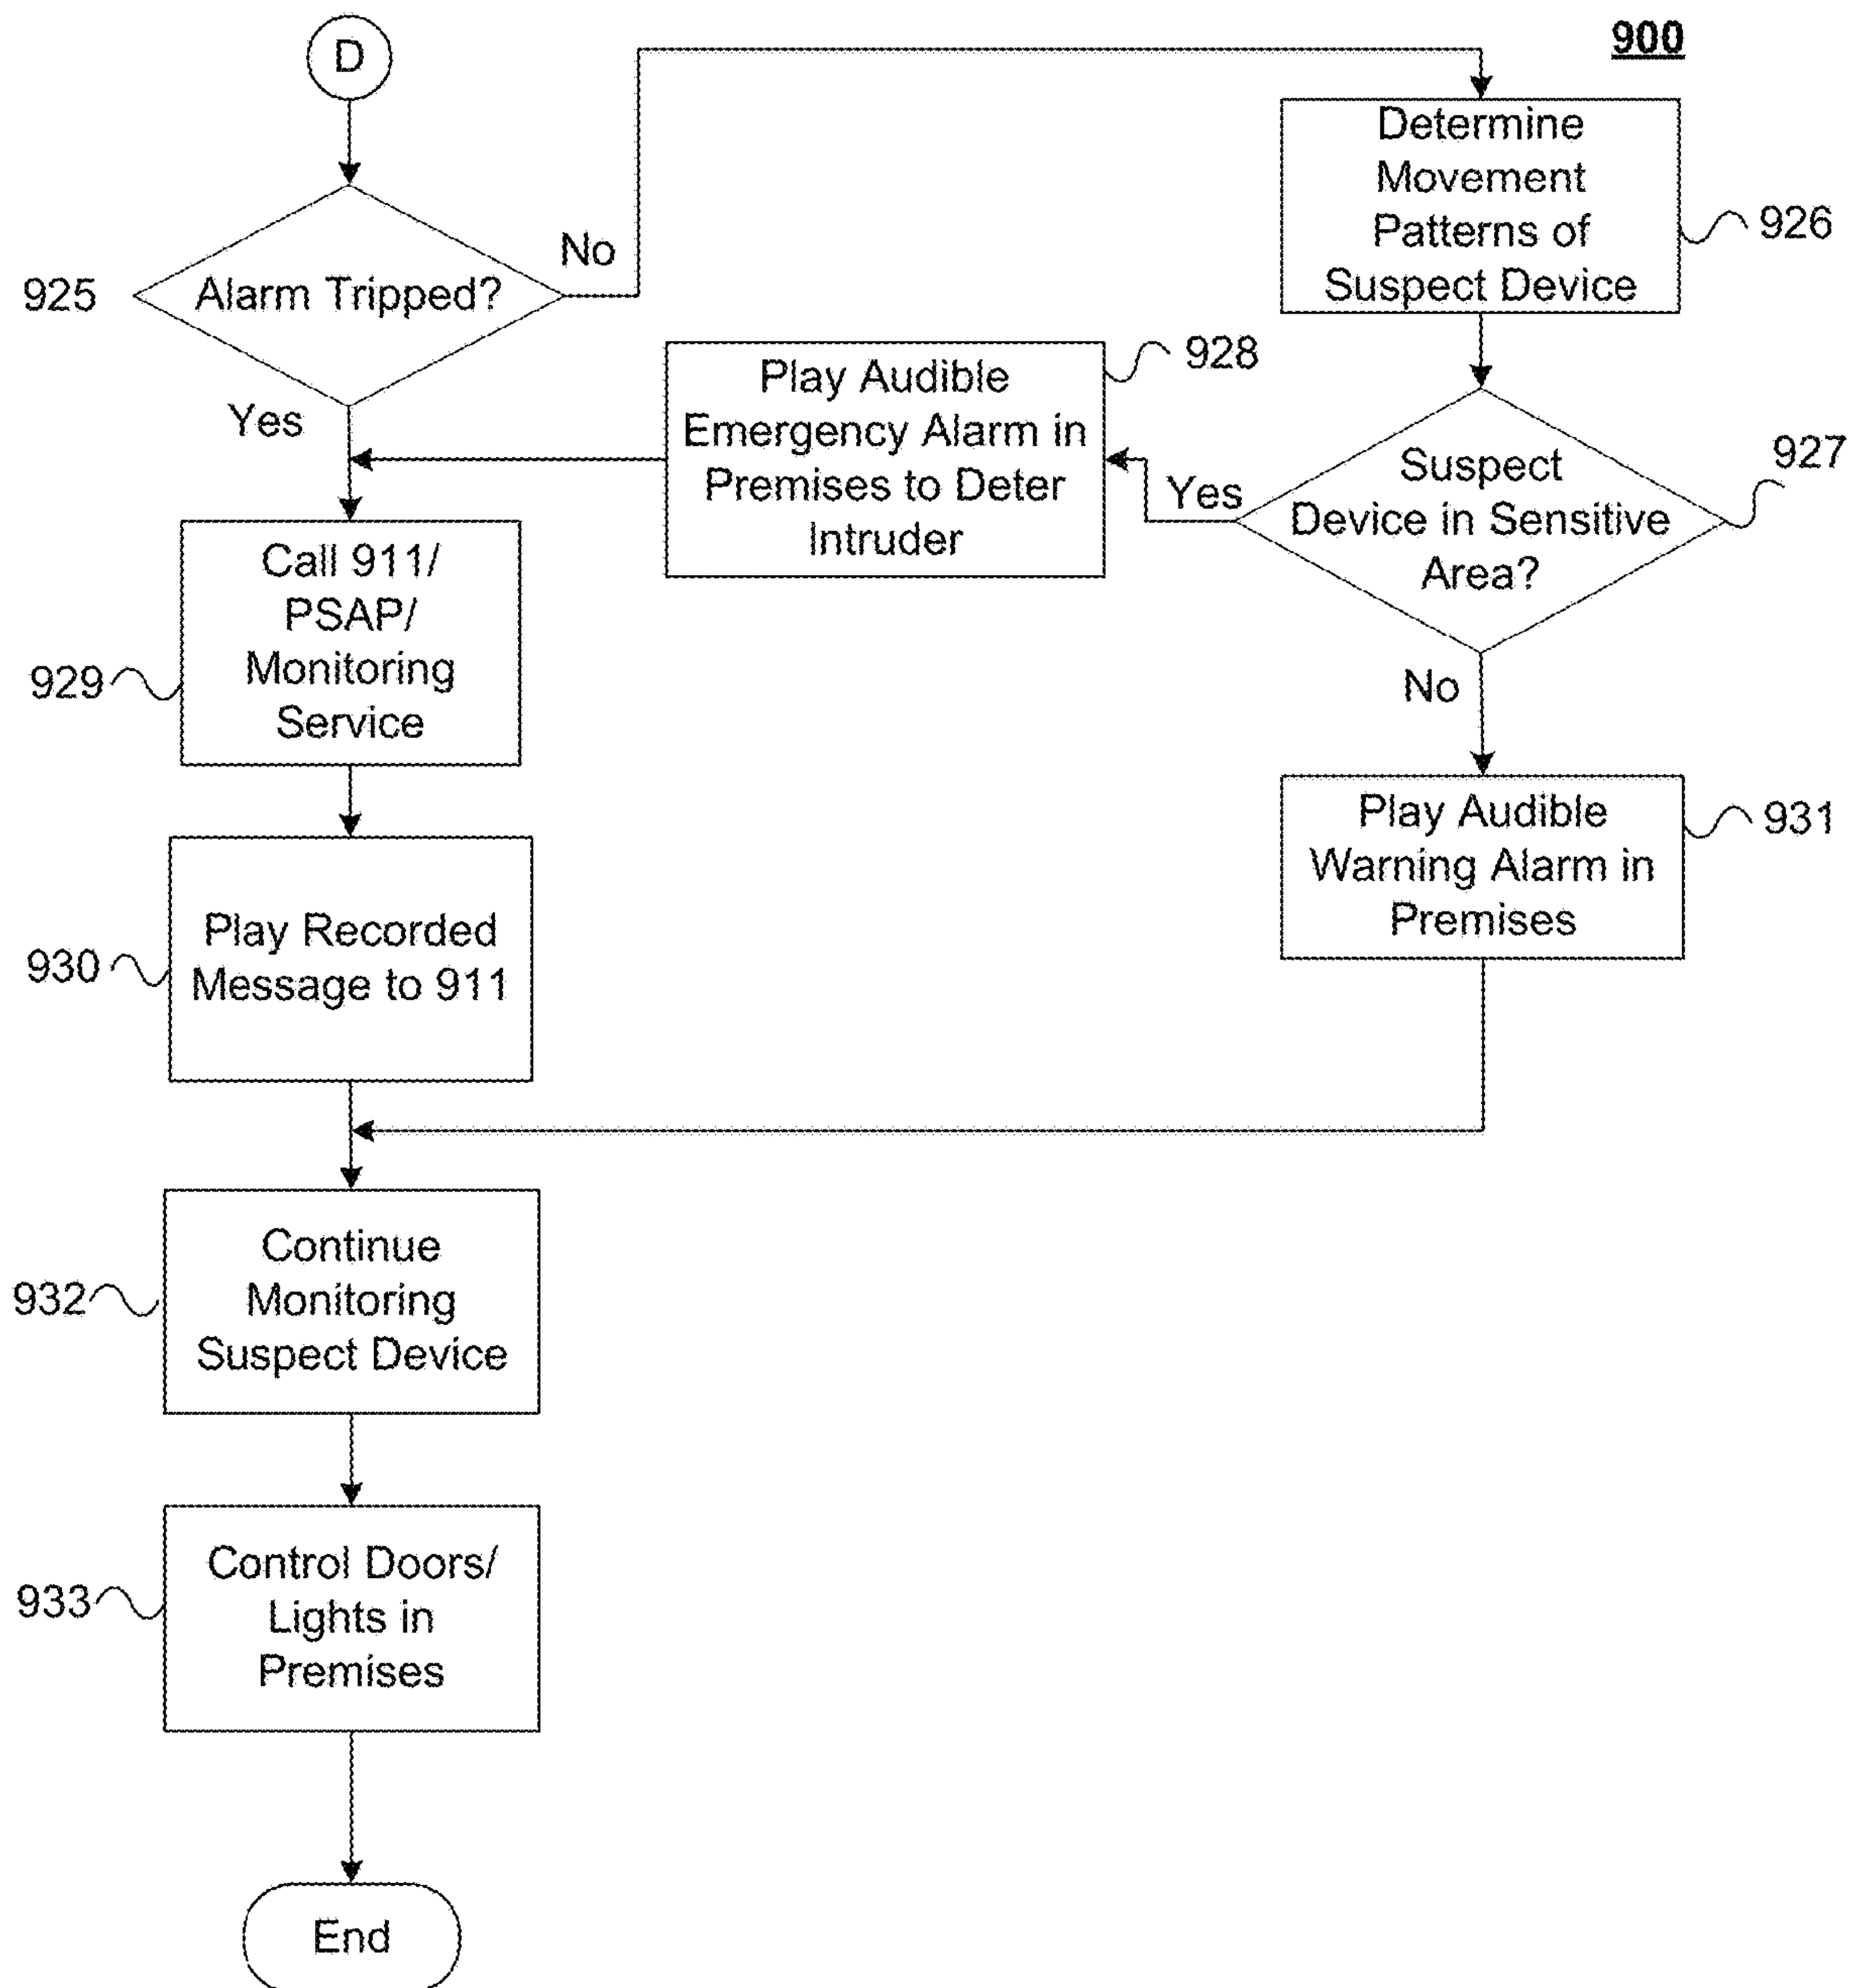 900
D
925
Alarm Tripped?
No
Yes
Determine
Movement
Patterns of
Suspect Device
926
Suspect
Device in Sensitive
Area?
927
Yes
No
Play Audible
Emergency Alarm in
Premises to Deter
Intruder
928
Call 911/
PSAP/
Monitoring
Service
929
Play Recorded
Message to 911
930
Play Audible
Warning Alarm in
Premises
931
Continue
Monitoring
Suspect Device
932
Control Doors/
Lights in
Premises
933
End